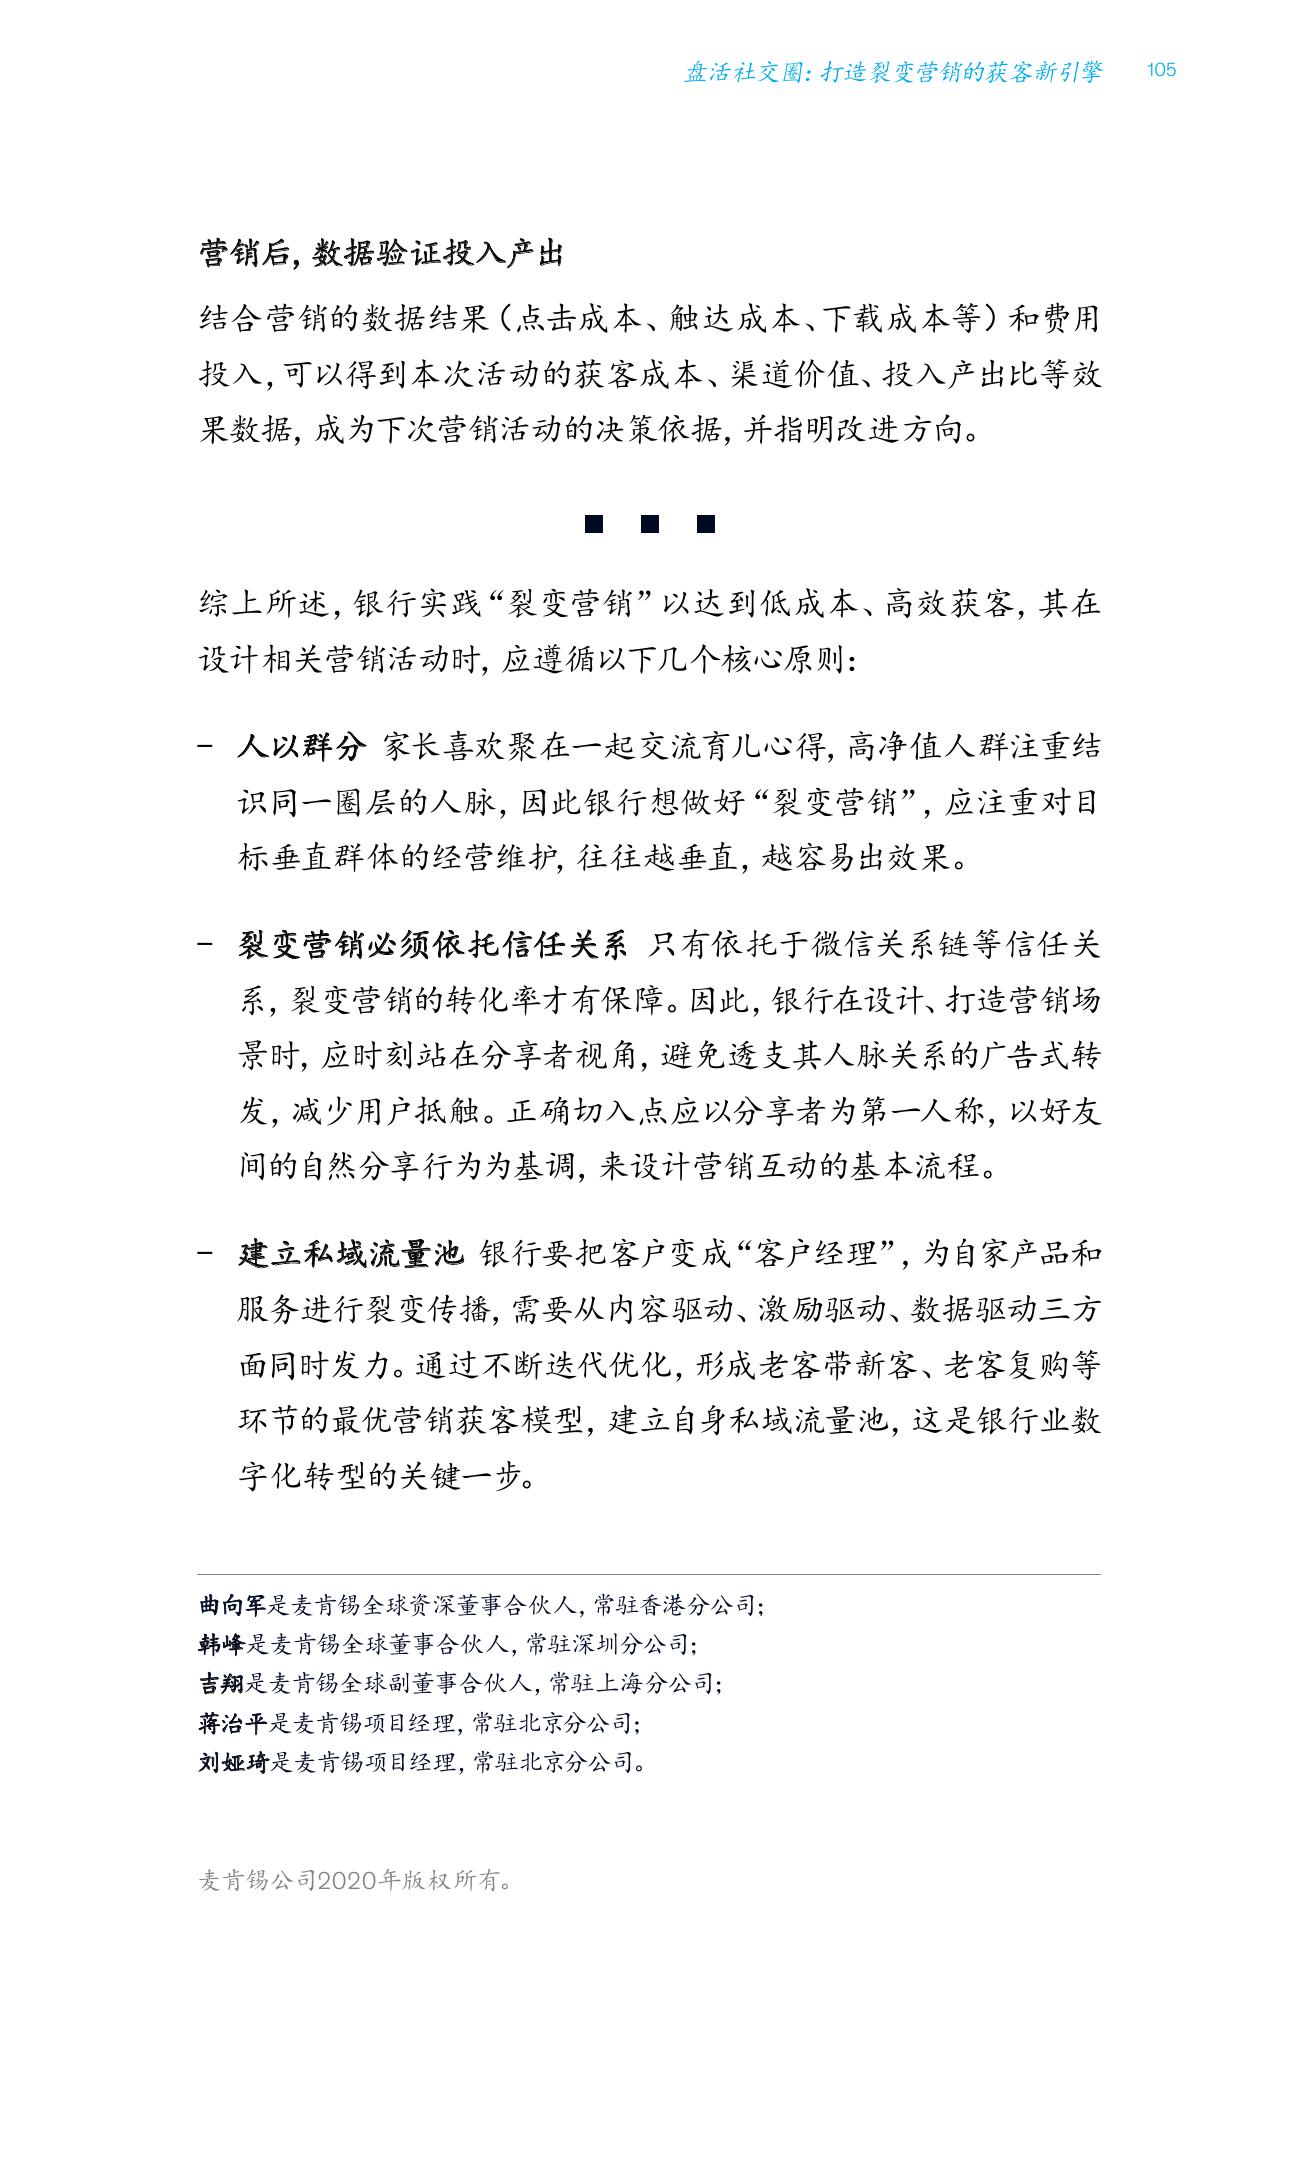 盘活社交圈：打造裂变营销的获客新引擎 105
营销后，数据验证投入产出
结合营销的数据结果（点击成本、触达成本、下载成本等）和费用
投入，可以得到本次活动的获客成本、渠道价值、投入产出比等效
果数据，成为下次营销活动的决策依据，并指明改进方向。
综上所述，银行实践“裂变营销”以达到低成本、高效获客，其在
设计相关营销活动时，应遵循以下几个核心原则：
– 人以群分 家长喜欢聚在一起交流育儿心得，高净值人群注重结
识同一圈层的人脉，因此银行想做好“裂变营销”，应注重对目
标垂直群体的经营维护，往往越垂直，越容易出效果。
– 裂变营销必须依托信任关系 只有依托于微信关系链等信任关
系，裂变营销的转化率才有保障。因此，银行在设计、打造营销场
景时，应时刻站在分享者视角，避免透支其人脉关系的广告式转
发，减少用户抵触。正确切入点应以分享者为第一人称，以好友
间的自然分享行为为基调，来设计营销互动的基本流程。
– 建立私域流量池 银行要把客户变成“客户经理”，为自家产品和
服务进行裂变传播，需要从内容驱动、激励驱动、数据驱动三方
面同时发力。通过不断迭代优化，形成老客带新客、老客复购等
环节的最优营销获客模型，建立自身私域流量池，这是银行业数
字化转型的关键一步。
曲向军是麦肯锡全球资深董事合伙人，常驻香港分公司；
韩峰是麦肯锡全球董事合伙人，常驻深圳分公司；
吉翔是麦肯锡全球副董事合伙人，常驻上海分公司；
蒋治平是麦肯锡项目经理，常驻北京分公司；
刘娅琦是麦肯锡项目经理，常驻北京分公司。
麦肯锡公司2020年版权所有。